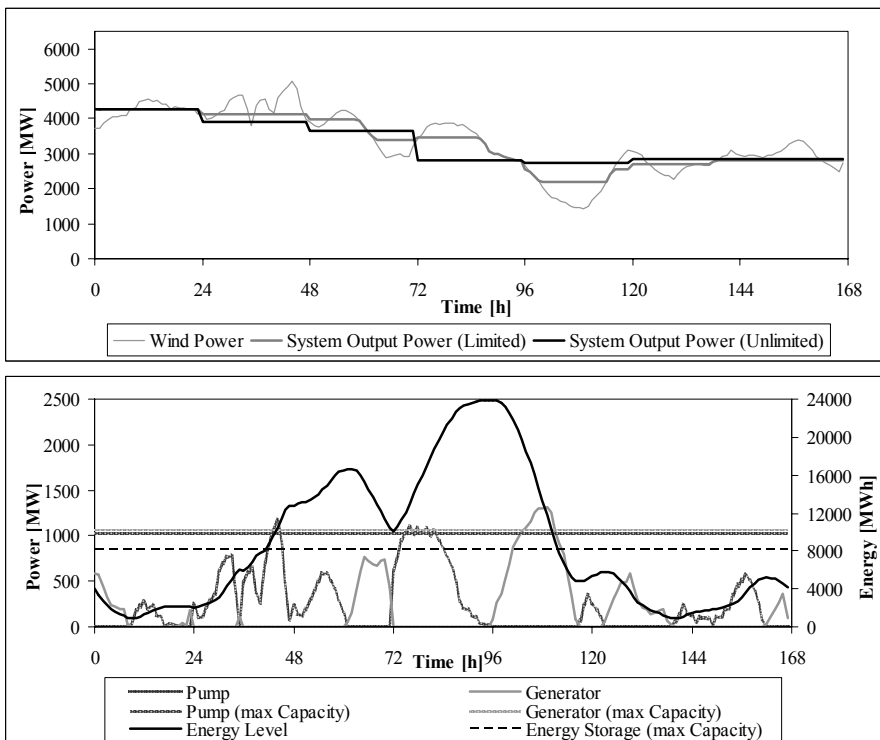 Power [MW]
6000
5000
4000
3000
2000
1000
0
0 24 48 72 96 120 144 168
Time [h]
Wind Power System Output Power (Limited) System Output Power (Unlimited)
Power [MW]
2500
2000
1500
1000
500
0
24000
20000
16000
12000
8000
4000
0
Energy [MWh]
0 24 48 72 96 120 144 168
Time [h]
Pump Generator
Pump (max Capacity) Generator (max Capacity)
Energy Level Energy Storage (max Capacity)